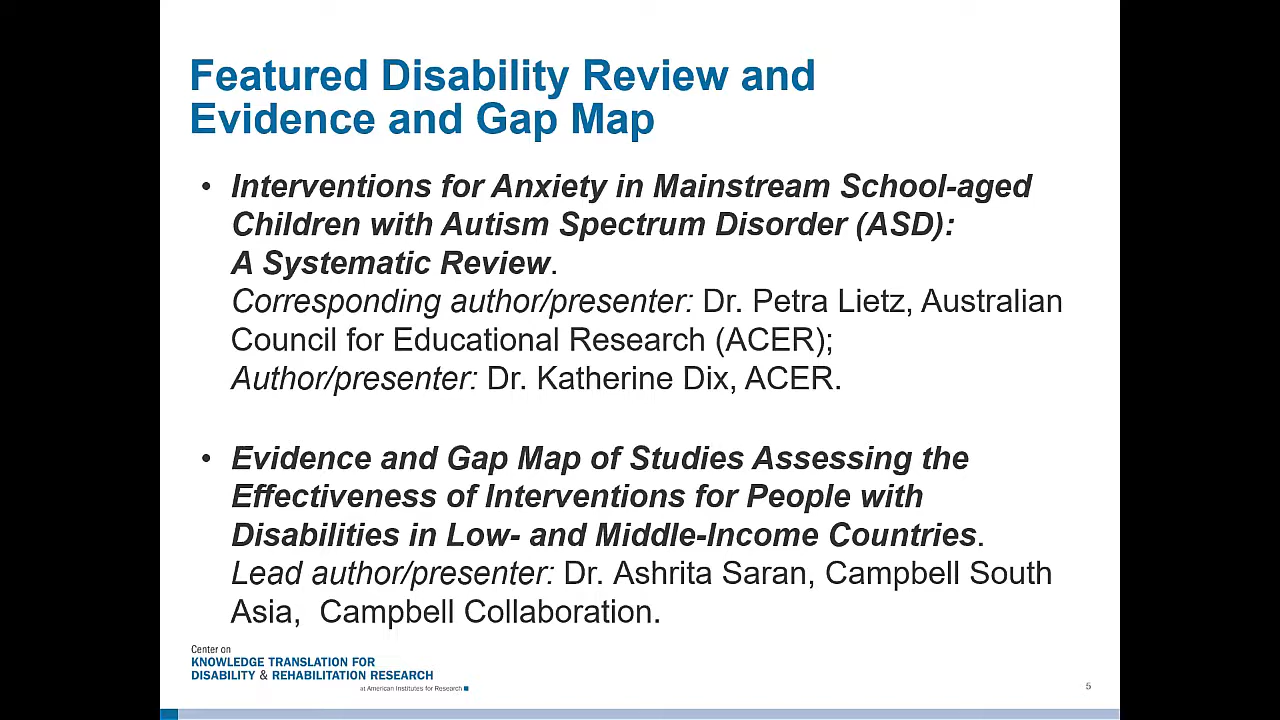 Featured Disability Review and
Evidence and Gap Map
• Interventions for Anxiety in Mainstream School-aged
Children with Autism Spectrum Disorder (ASD):
A Systematic Review.
Corresponding author/presenter: Dr. Petra Lietz, Australian
Council for Educational Research (ACER);
Author/presenter: Dr. Katherine Dix, ACER.
• Evidence and Gap Map of Studies Assessing the
Effectiveness of Interventions for People with
Disabilities in Low- and Middle-Income Countries.
Lead author/presenter: Dr. Ashrita Saran, Campbell South
Asia,  Campbell Collaboration.
Center on
KNOWLEDGE TRANSLATION FOR
DISABILITY & REHABILITATION RESEARCH
at American Institutes for Research
5